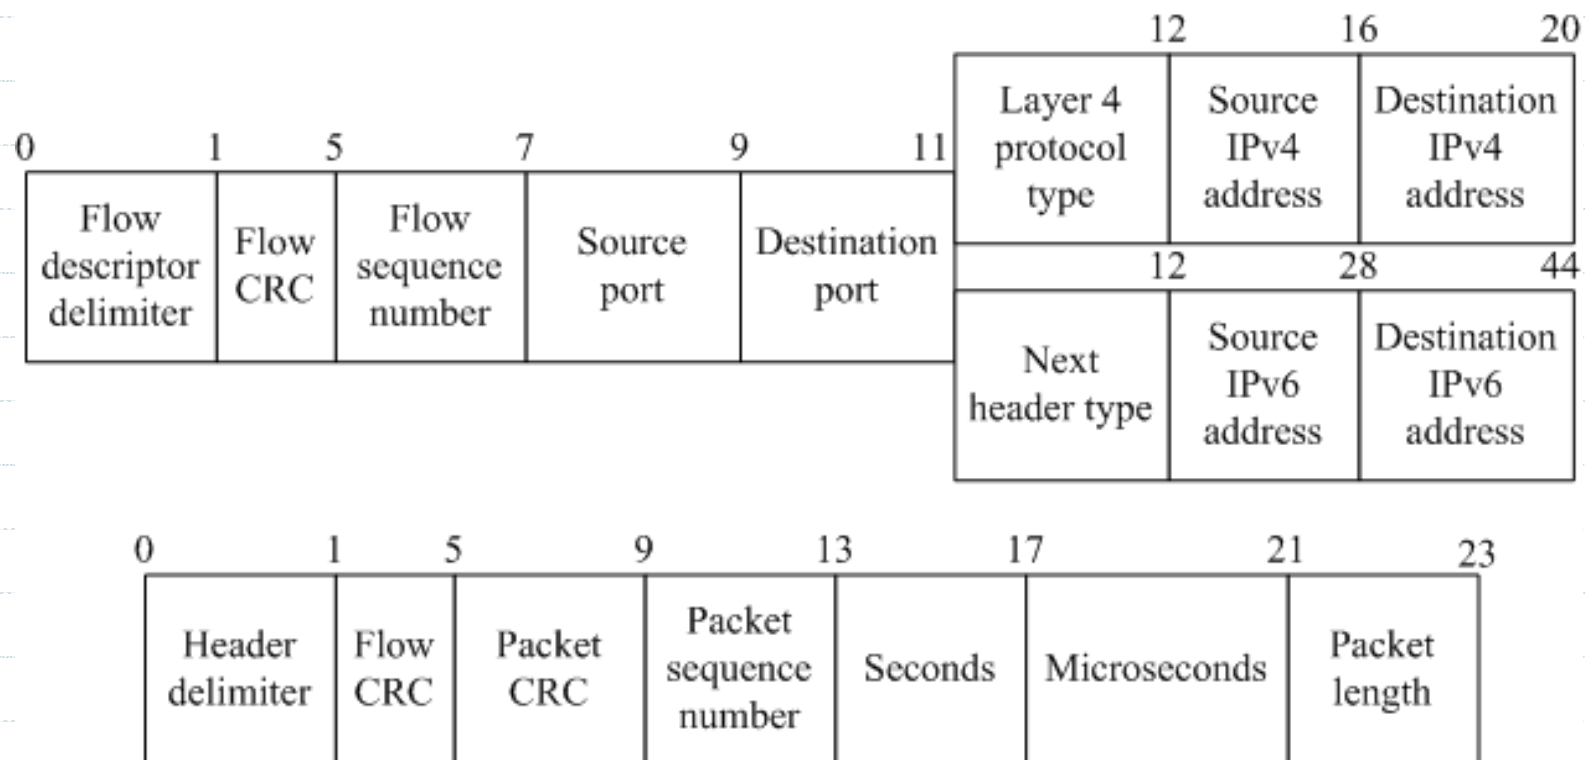 12 16 20
Layer 4 protocol type
Source IPv4 address
Destination IPv4 address
0 1 5 7 9 11
Flow descriptor delimiter
Flow CRC
Flow sequence number
Source port
Destination port
12 28 44
Next header type
Source IPv6 address
Destination IPv6 address
0 1 5 9 13 17 21 23
Header delimiter
Flow CRC
Packet CRC
Packet sequence number
Seconds
Microseconds
Packet length